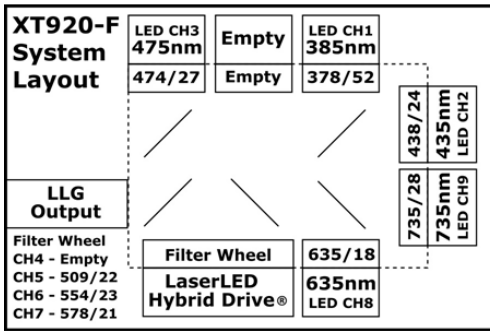 XT920-F
System
Layout
LED CH3
475nm
474/27
Empty
Empty
LED CH1
385nm
378/52
438/24
435nm
LED CH2
735/28
735nm
LED CH9
LLG
Output
Filter Wheel
CH4 - Empty
CH5 - 509/22
CH6 - 554/23
CH7 - 578/21
Filter Wheel
LaserLED
Hybrid Drive®
635/18
635nm
LED CH8